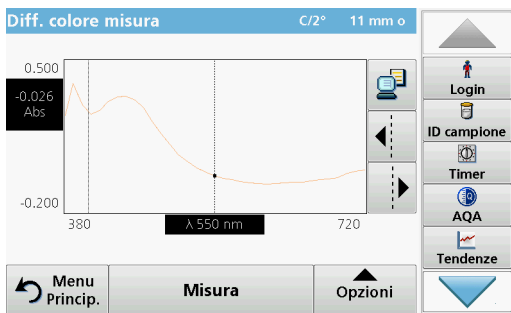 Diff. colore misura C/2° 11 mm o
0.500
-0.026
Abs
-0.200
380 λ 550 nm 720
Login
ID campione
Timer
AQA
Tendenze
Menu
Princip.
Misura
Opzioni